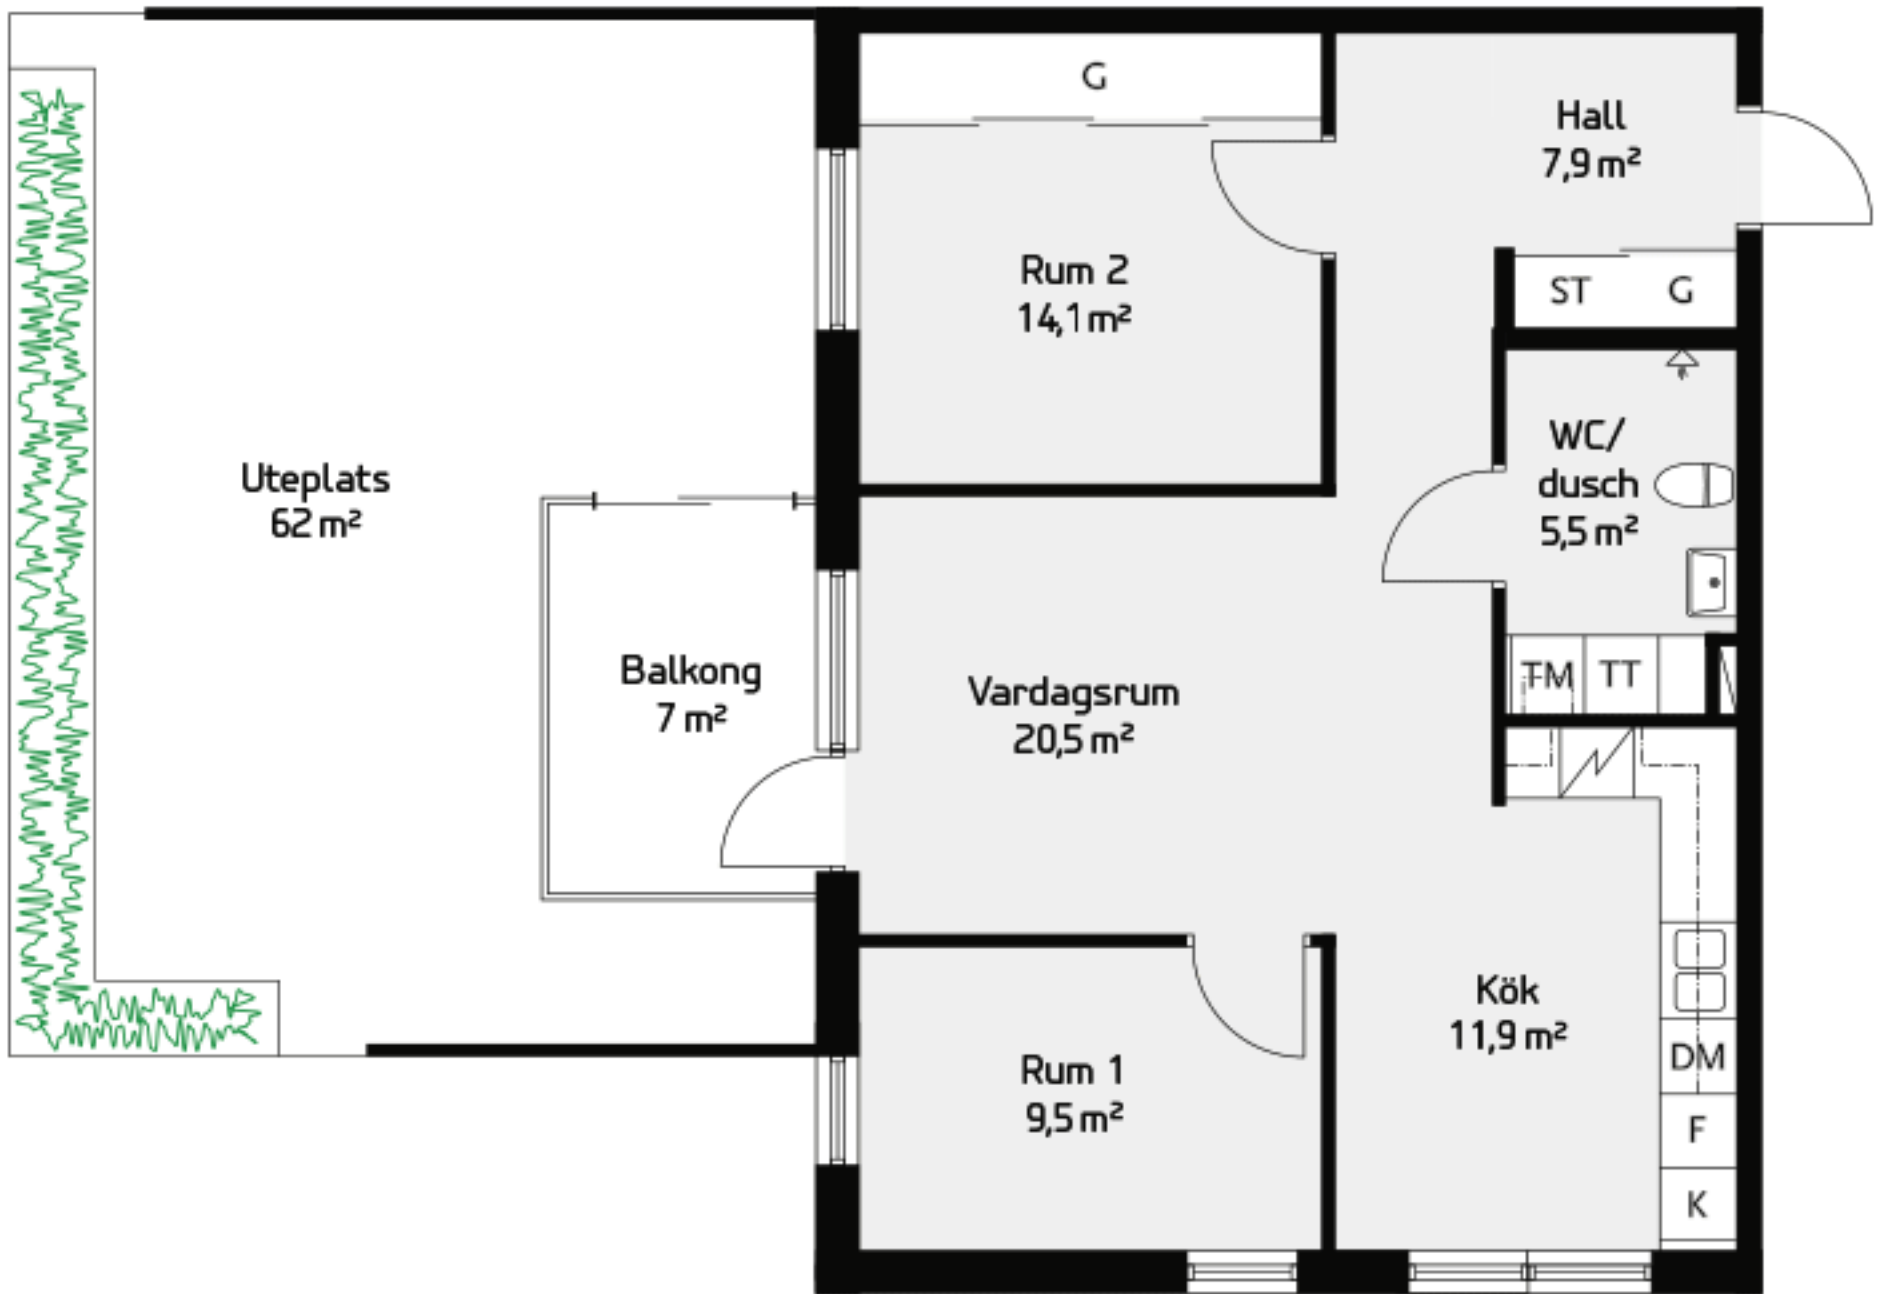 G
Hall
7,9 m²
Rum 2
14,1 m²
ST
G
WC/
dusch
5,5 m²
Uteplats
62 m²
Balkong
7 m²
Vardagsrum
20,5 m²
TM
TT
Kök
11,9 m²
DM
Rum 1
9,5 m²
F
K